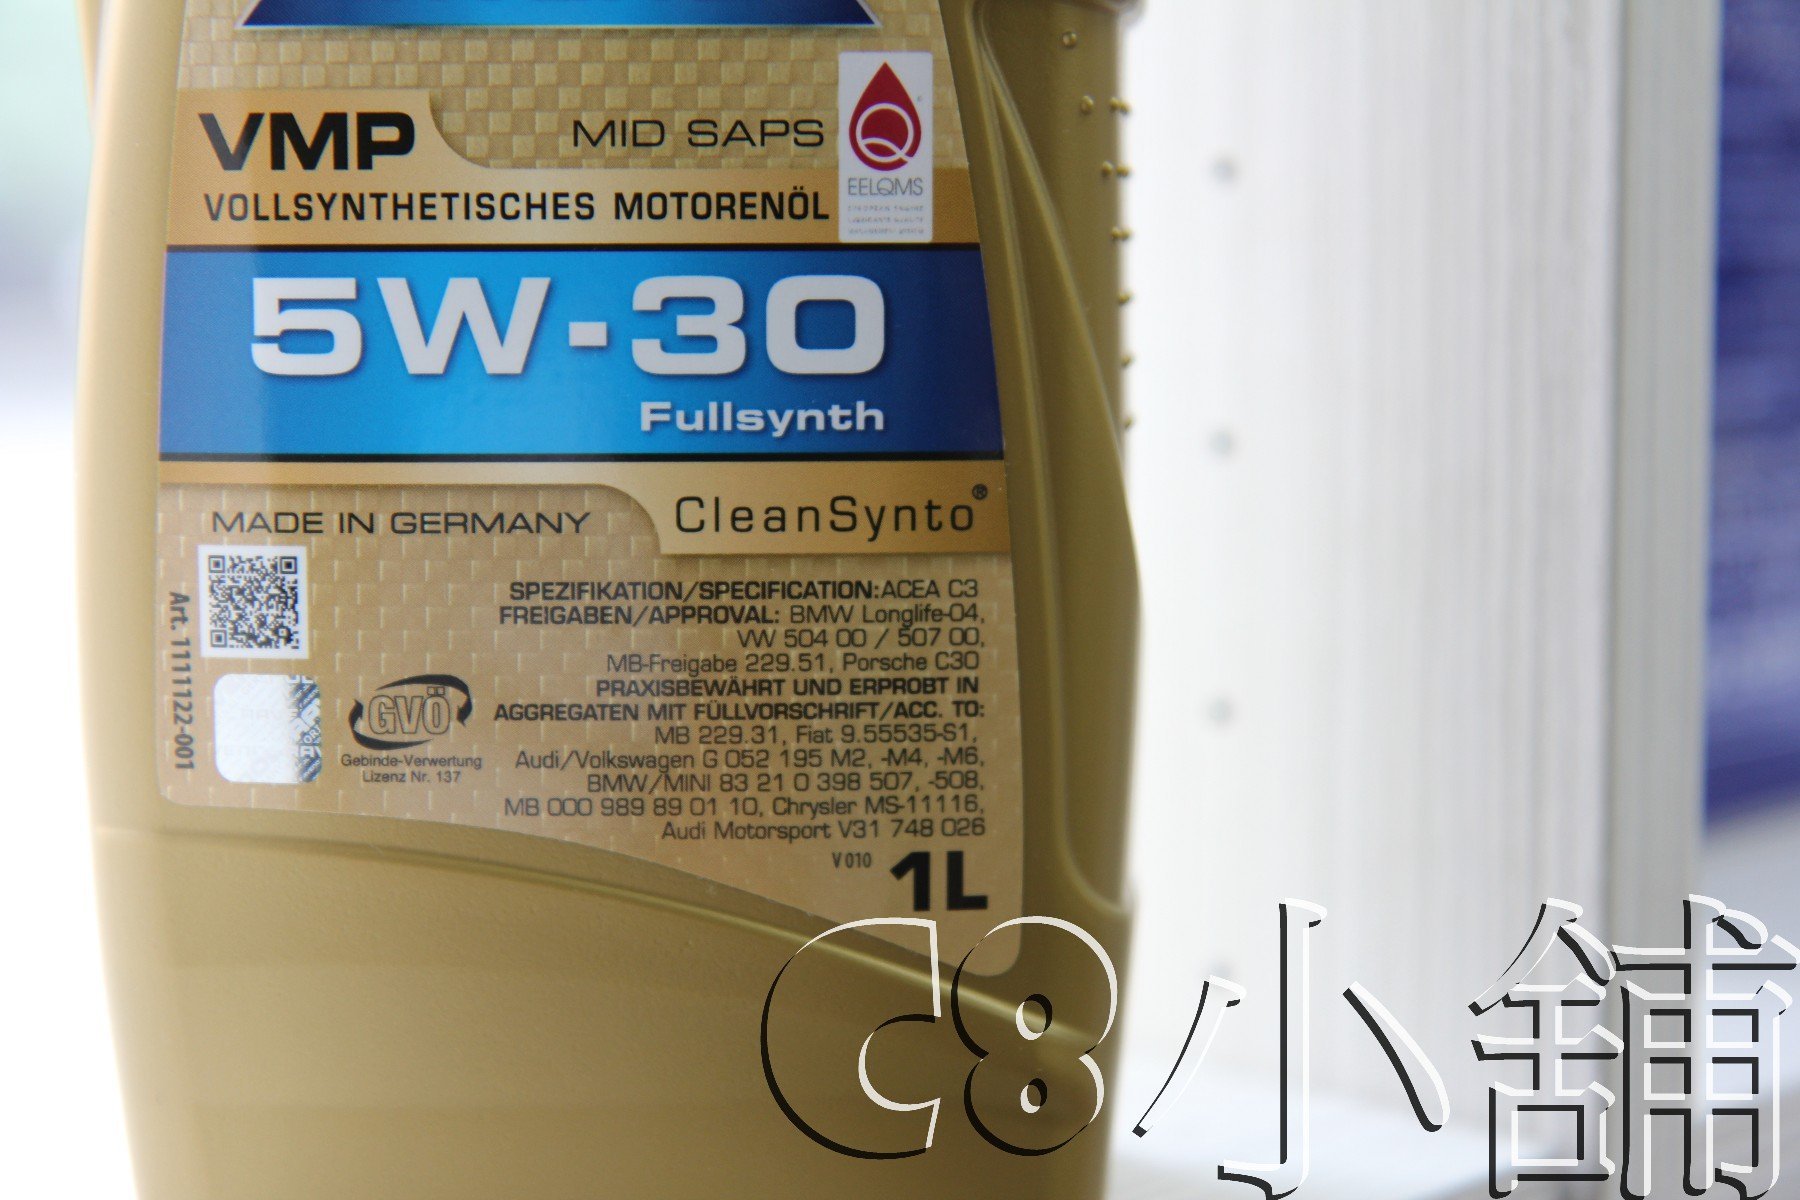 VMP
MID SAPS
EELQMS
VOLLSYNTHETISCHES MOTORENÖL
5W-30
Fullsynth
CleanSynto®
MADE IN GERMANY
SPEZIFIKATION/SPECIFICATION:ACEA C3
FREIGABEN/APPROVAL: BMW Longlife-04,
VW 504 00 / 507 00,
MB-Freigabe 229.51, Porsche C30
PRAXISBEWÄHRT UND ERPROBT IN
AGGREGATEN MIT FÜLLVORSCHRIFT/ACC. TO:
MB 229.31, Fiat 9.55535-S1,
Audi/Volkswagen G 052 195 M2, -M4, -M6,
BMW/MINI 83 21 0 398 507, -508,
MB 000 989 89 01 10, Chrysler MS-11116,
Audi Motorsport V31 748 026
Art. 1111122-001
GVÖ
Gebinde-Verwertung
Lizenz Nr. 137
V 010
1L
C8小舖